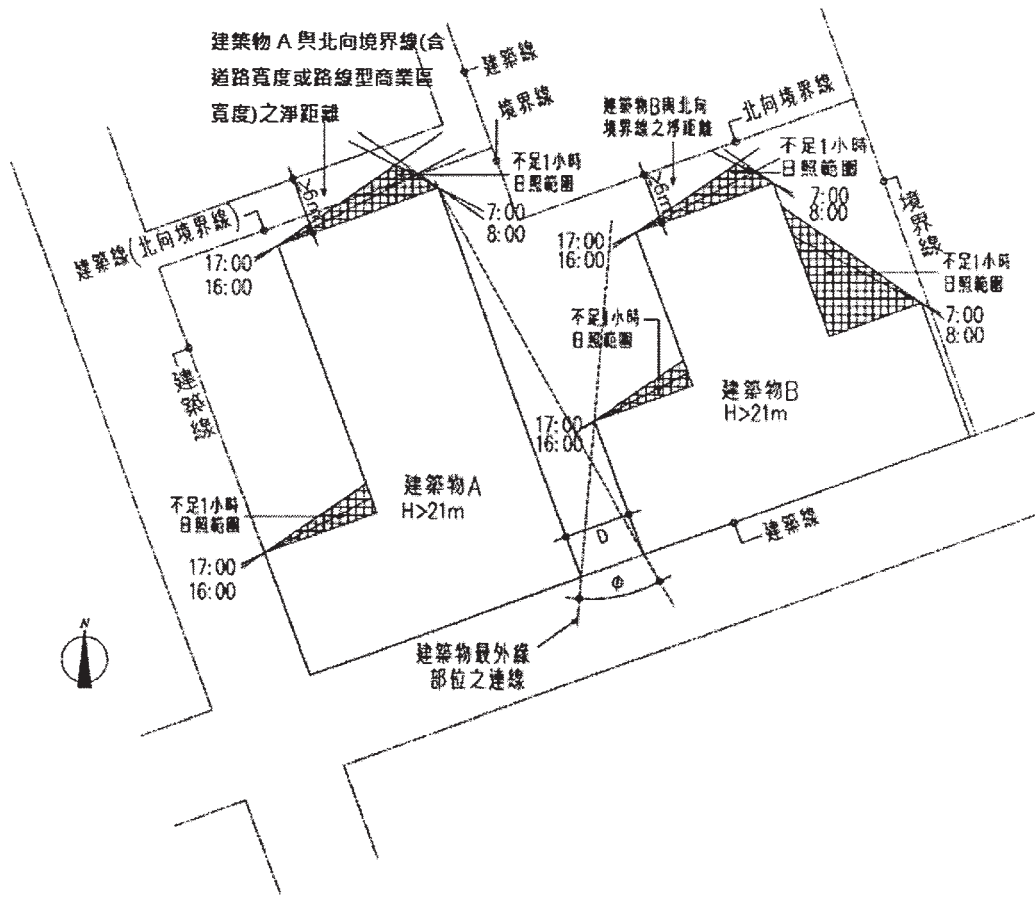 建築物 A 與北向境界線(含
道路寬度或路線型商業區
寬度)之淨距離
建築線
境界線
建築物B與北向
境界線之淨距離
北向境界線
不足1小時
日照範圍
不足1小時
日照範圍
>6m
>6m
7:00
8:00
7:00
8:00
建築線(北向境界線)
17:00
16:00
17:00
16:00
境界線
不足1小時
日照範圍
7:00
8:00
不足1小時
日照範圍
建築線
建築物B
H>21m
17:00
16:00
建築物A
H>21m
不足1小時
日照範圍
17:00
16:00
D
建築線
ø
建築物最外緣
部位之連線
N